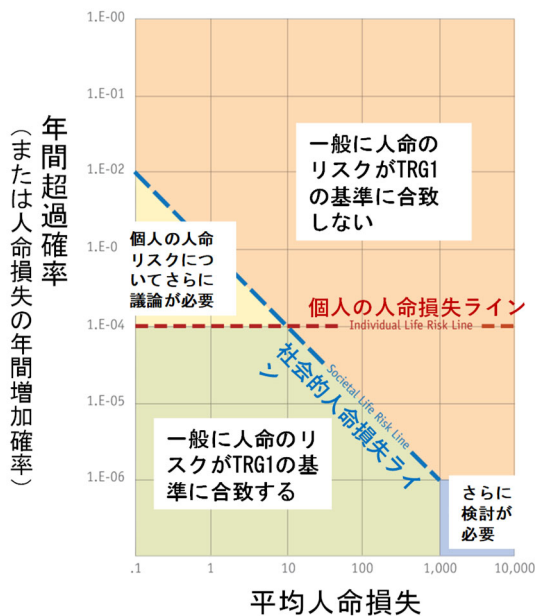 1.E-00
1.E-01
1.E-02
1.E-0
1.E-04
1.E-05
1.E-06
年間超過確率
（または人命損失の年間増加確率）
一般に人命の
リスクがTRG1
の基準に合致
しない
個人の人命
リスクにつ
いてさらに
議論が必要
個人の人命損失ライン
Individual Life Risk Line
Societal Life Risk Line
社会的人命損失ライ
ン
一般に人命のリ
スクがTRG1の基
準に合致する
さらに
検討が
必要
.1
1
10
100
1,000
10,000
平均人命損失